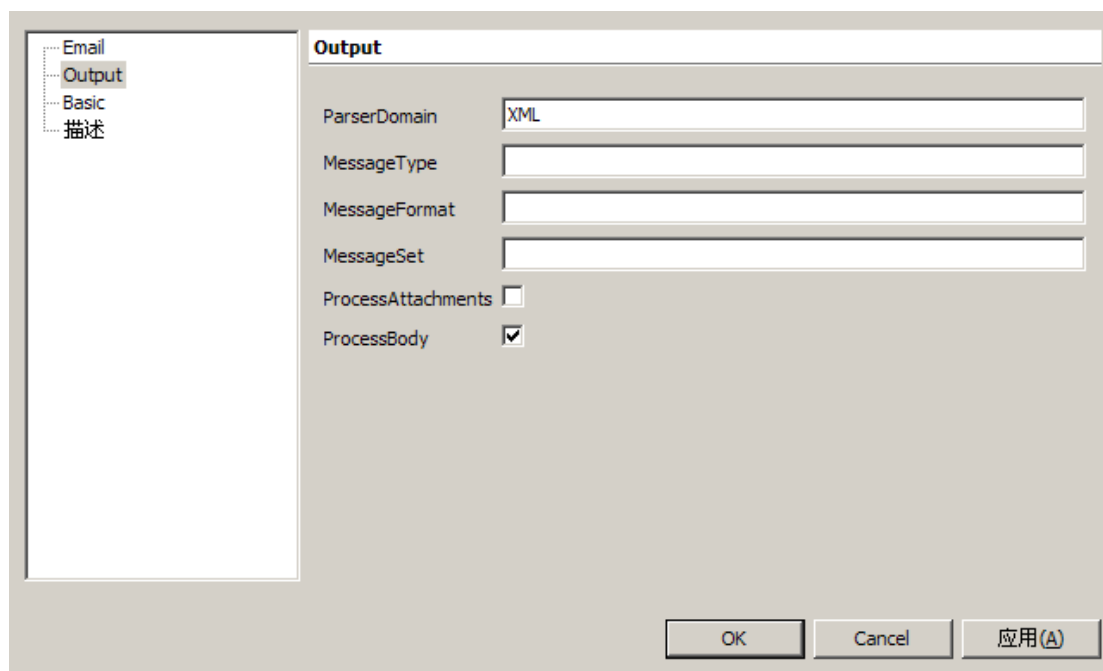 Email
Output
Basic
描述
Output
ParserDomain XML
MessageType
MessageFormat
MessageSet
ProcessAttachments
ProcessBody
OK Cancel 应用(A)